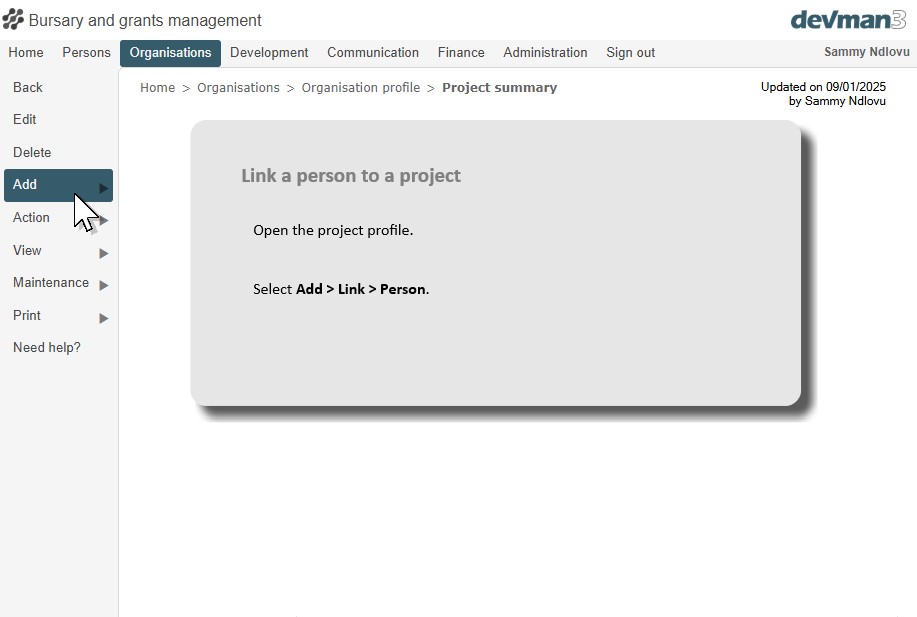 Bursary and grants management
devman3
Home Persons Organisations Development Communication Finance Administration Sign out Sammy Ndlovu
Back
Edit
Delete
Add
Action
View
Maintenance
Print
Need help?
Home > Organisations > Organisation profile > Project summary
Updated on 09/01/2025
by Sammy Ndlovu
Link a person to a project
Open the project profile.
Select Add > Link > Person.